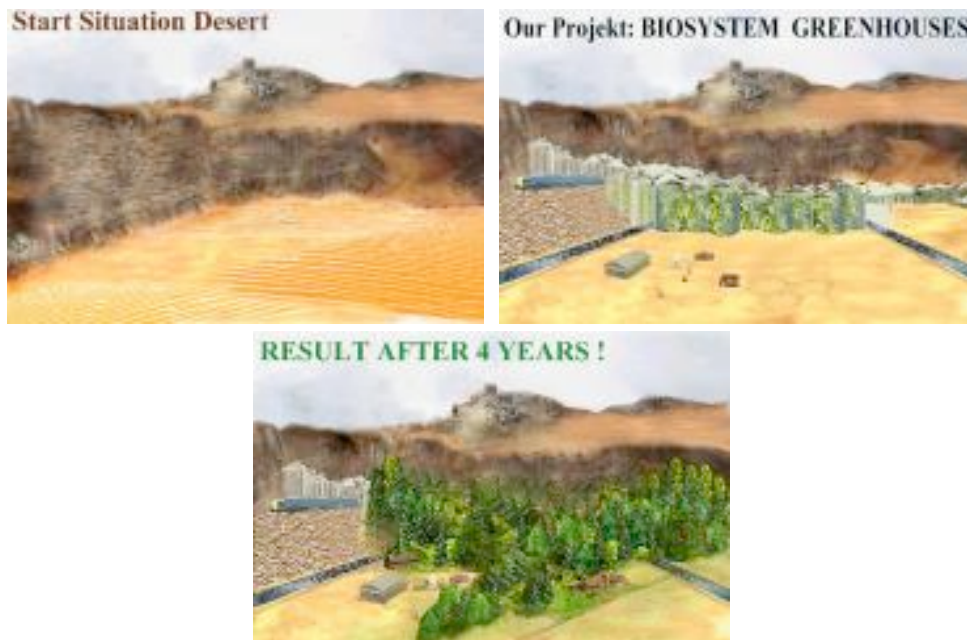 Start Situation Desert
Our Projekt: BIOSYSTEM GREENHOUSES
RESULT AFTER 4 YEARS !